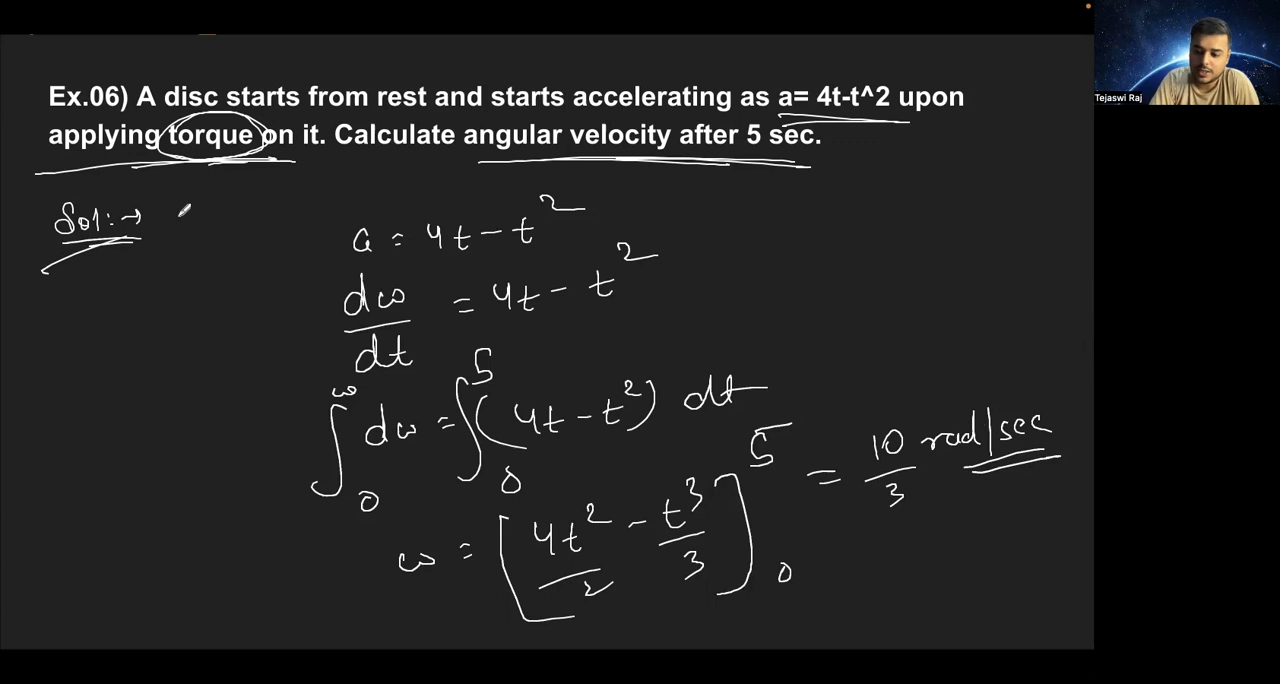 Ex.06) A disc starts from rest and starts accelerating as a= 4t-t^2 upon
applying torque on it. Calculate angular velocity after 5 sec.
Tejaswi Raj
Sol:→
a = 4t - t²
dω/dt = 4t - t²
∫₀^ω dω = ∫₀^5 (4t - t²) dt
ω = [4t²/2 - t³/3]₀^5 = 10/3 rad/sec